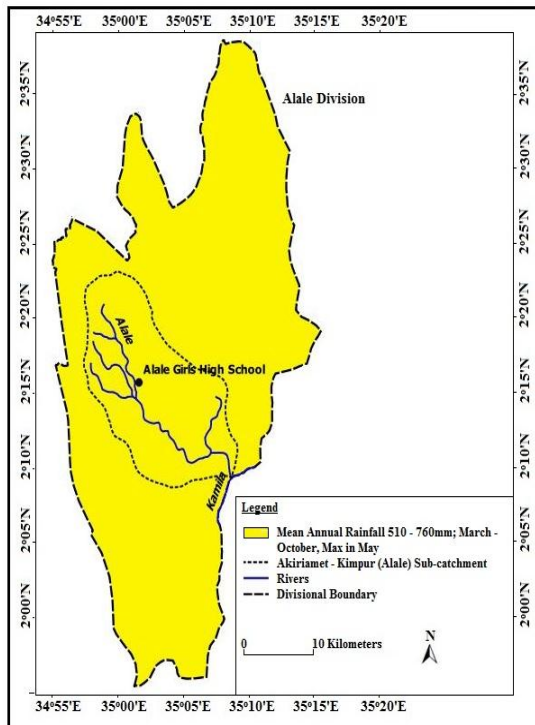 34°55'E 35°00'E 35°05'E 35°10'E 35°15'E 35°20'E
2°35'N
2°35'N
Alale Division
2°30'N
2°30'N
2°25'N
2°25'N
2°20'N
2°20'N
Alale
Alale Girls High School
2°15'N
2°15'N
2°10'N
2°10'N
Kamila
Legend
Mean Annual Rainfall 510 - 760mm; March -
October, Max in May
Akiriamet - Kimpur (Alale) Sub-catchment
Rivers
Divisional Boundary
2°05'N
2°05'N
2°00'N
2°00'N
0 10 Kilometers
N
34°55'E 35°00'E 35°05'E 35°10'E 35°15'E 35°20'E